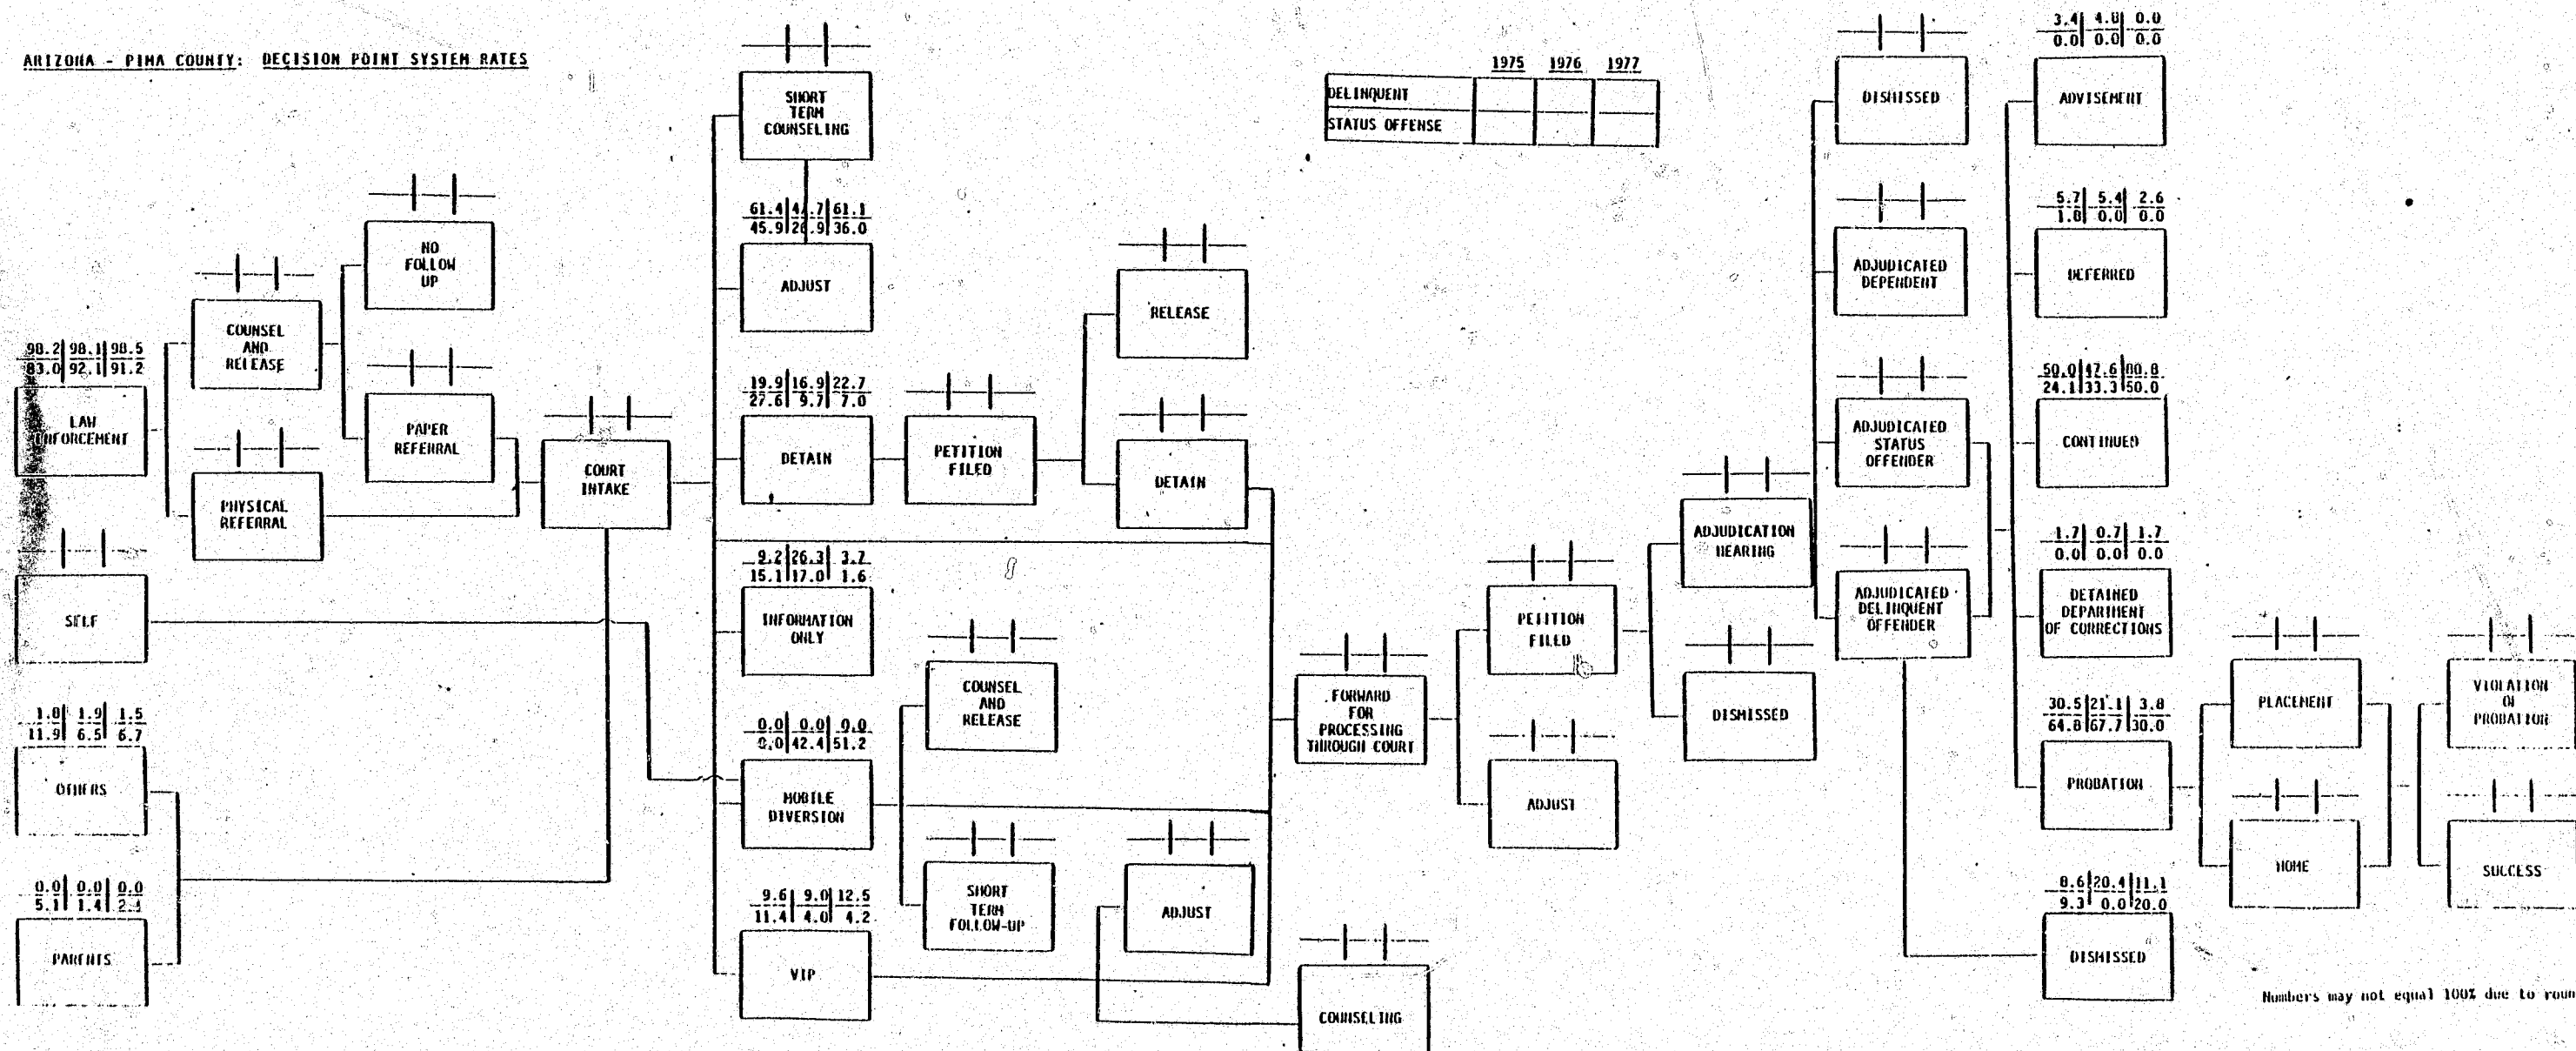 ARIZONA - PIMA COUNTY: DECISION POINT SYSTEM RATES
1975 1976 1977
DELINQUENT
STATUS OFFENSE
98.2 98.1 98.5
83.0 92.1 91.2
LAW
ENFORCEMENT
SELF
1.8 1.9 1.5
11.9 6.5 6.7
OTHERS
0.0 0.0 0.0
5.1 1.4
PARENTS
COUNSEL
AND
RELEASE
PHYSICAL
REFERRAL
NO
FOLLOW
UP
PAPER
REFERRAL
COURT
INTAKE
SHORT
TERM
COUNSELING
61.4 61.1
45.9 36.0
ADJUST
19.9 16.9 22.7
27.6 9.7 7.0
DETAIN
9.2 26.3 3.7
15.1 17.0 1.6
INFORMATION
ONLY
0.0 0.0 0.0
0.0 42.4 51.2
MOBILE
DIVERSION
9.6 9.0 12.5
11.4 4.0 4.2
VIP
PETITION
FILED
COUNSEL
AND
RELEASE
SHORT
TERM
FOLLOW-UP
RELEASE
DETAIN
ADJUST
FORWARD
FOR
PROCESSING
THROUGH COURT
COUNSELING
PETITION
FILED
ADJUST
ADJUDICATION
HEARING
DISMISSED
DISMISSED
ADJUDICATED
DEPENDENT
ADJUDICATED
STATUS
OFFENDER
ADJUDICATED
DELINQUENT
OFFENDER
3.4 4.8 0.0
0.0 0.0 0.0
ADVISEMENT
5.7 5.4 2.6
1.8 0.0 0.0
DEFERRED
50.0 47.6 80.8
24.1 33.3 50.0
CONTINUED
1.7 0.7 1.7
0.0 0.0 0.0
DETAINED
DEPARTMENT
OF CORRECTIONS
30.5 21.1 3.8
64.8 67.7 30.0
PROBATION
8.6 20.4 11.1
9.3 0.0 20.0
DISMISSED
PLACEMENT
HOME
VIOLATION
OF
PROBATION
SUCCESS
Numbers may not equal 100% due to roun